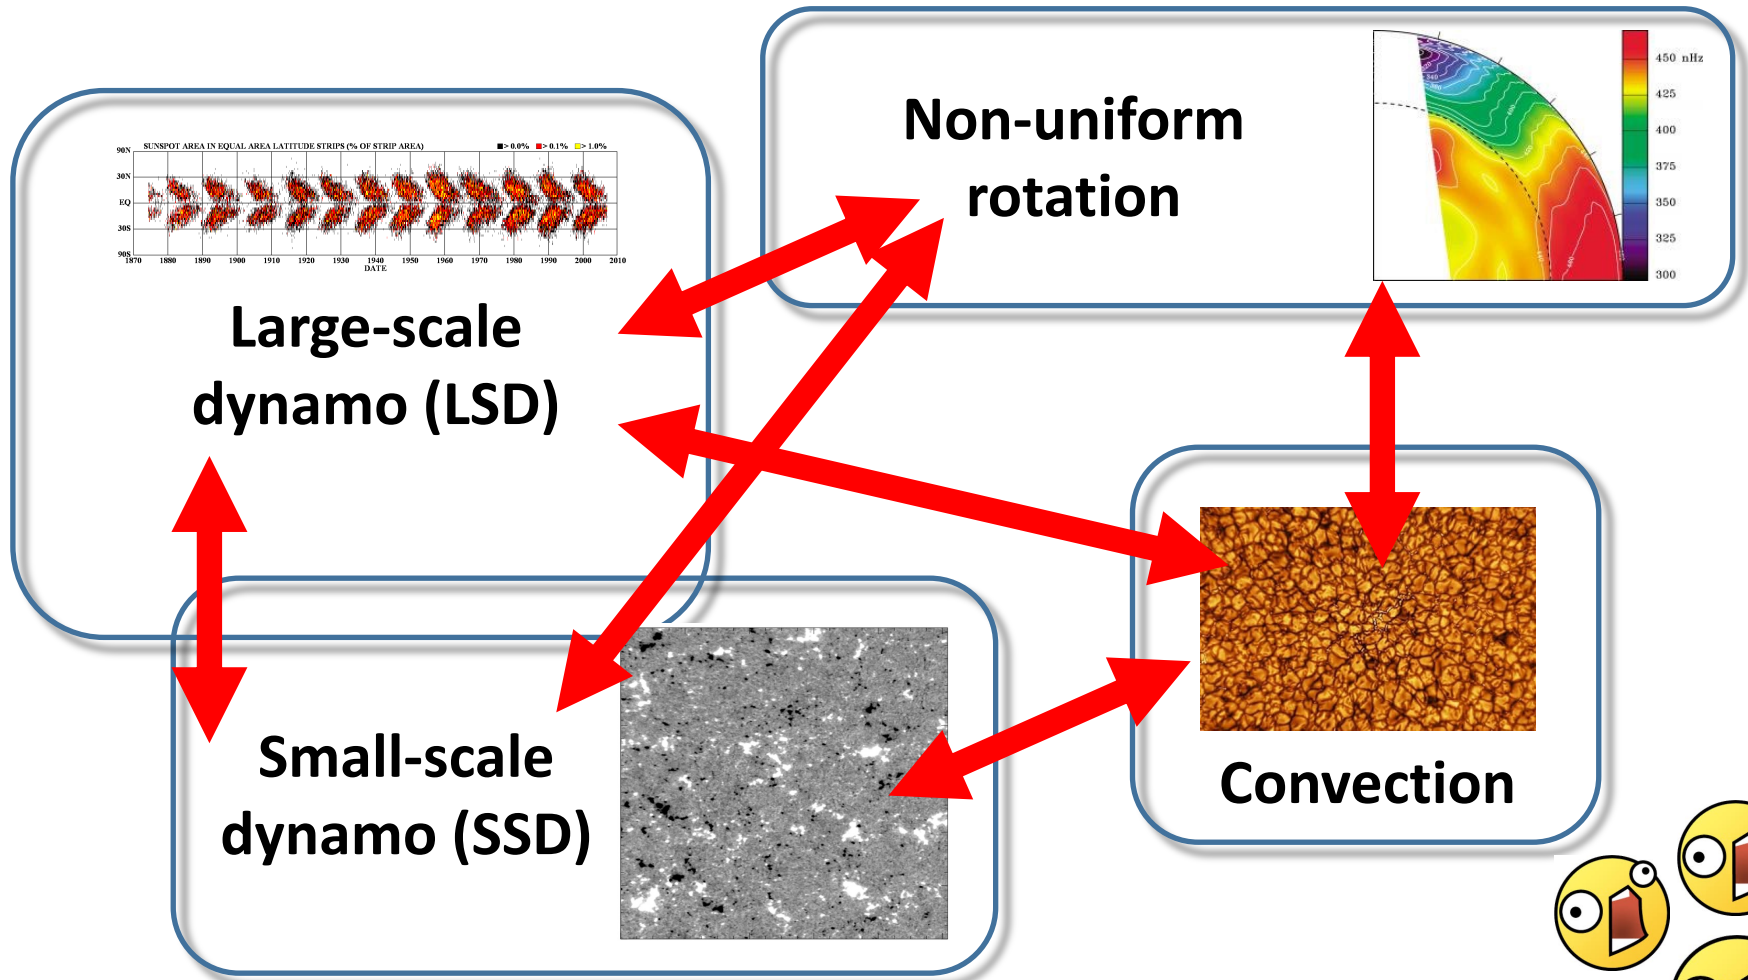 SUNSPOT AREA IN EQUAL AREA LATITUDE STRIPS (% OF STRIP AREA)
> 0.0% > 0.1% > 1.0%
90N
30N
EQ
30S
90S
1870 1880 1890 1900 1910 1920 1930 1940 1950 1960 1970 1980 1990 2000 2010
DATE
Large-scale
dynamo (LSD)
Non-uniform
rotation
450 nHz
425
400
375
350
325
300
Small-scale
dynamo (SSD)
Convection